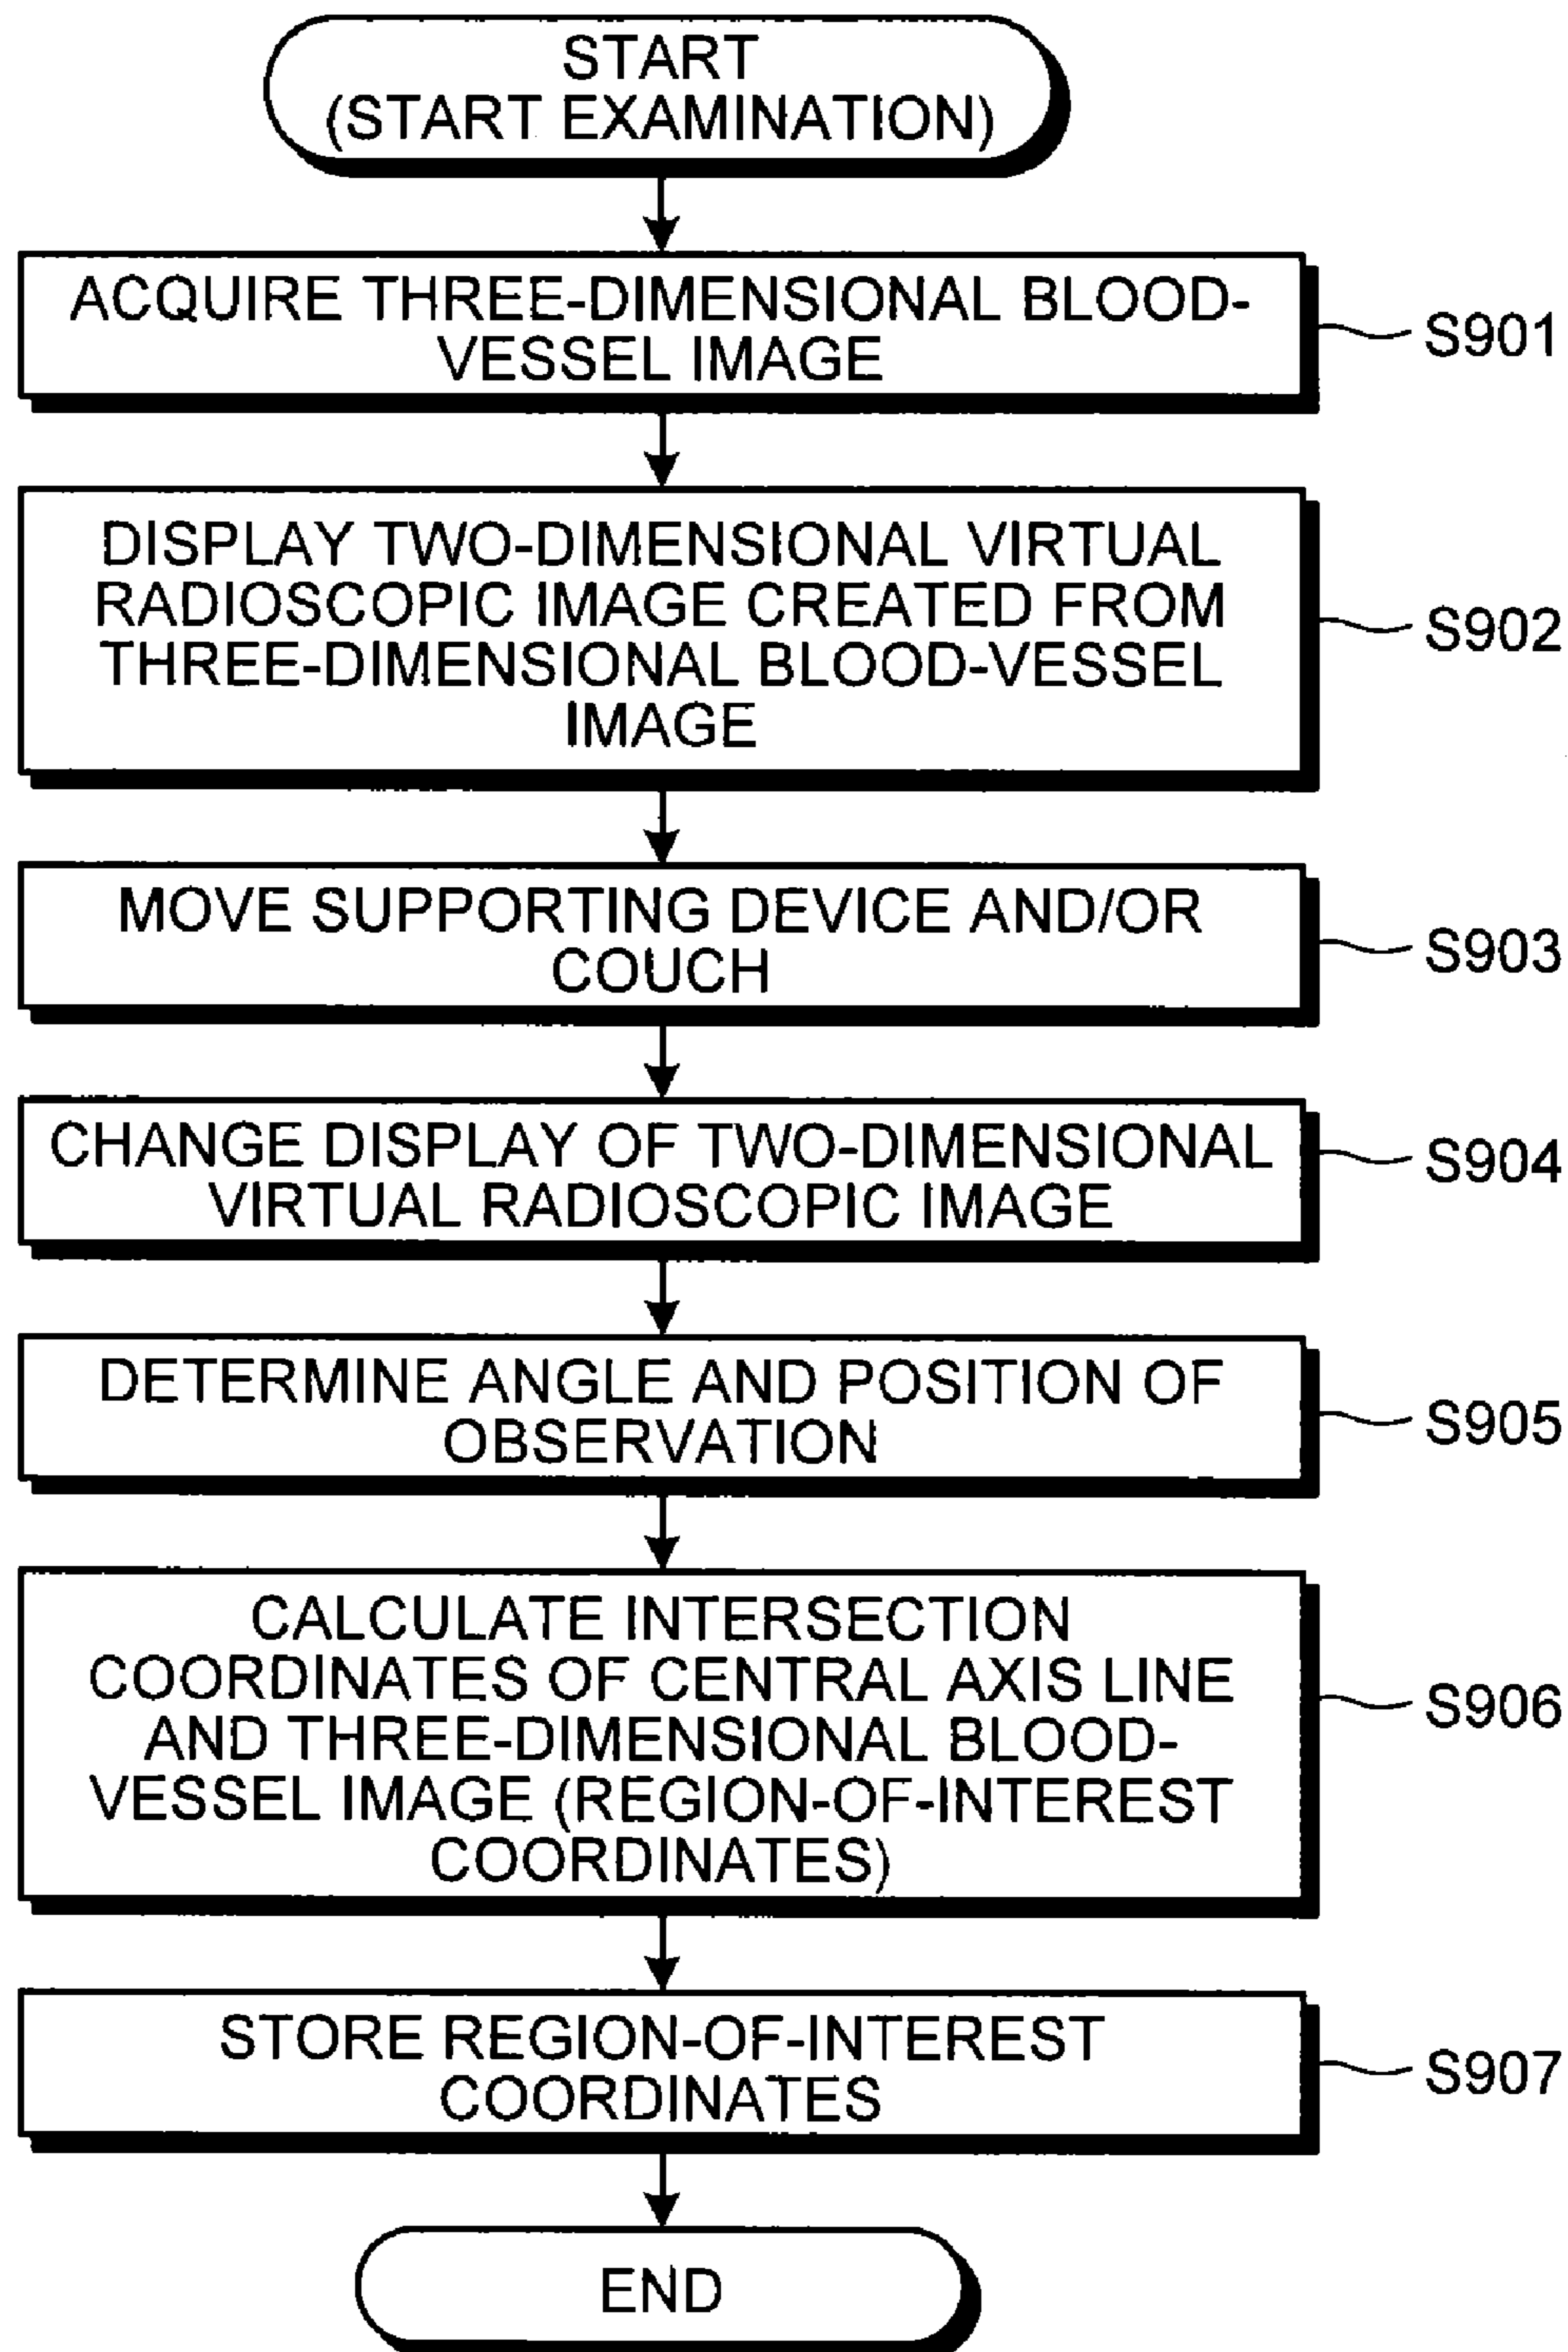 START
(START EXAMINATION)
ACQUIRE THREE-DIMENSIONAL BLOOD-
VESSEL IMAGE
S901
DISPLAY TWO-DIMENSIONAL VIRTUAL
RADIOSCOPIC IMAGE CREATED FROM
THREE-DIMENSIONAL BLOOD-VESSEL
IMAGE
S902
MOVE SUPPORTING DEVICE AND/OR
COUCH
S903
CHANGE DISPLAY OF TWO-DIMENSIONAL
VIRTUAL RADIOSCOPIC IMAGE
S904
DETERMINE ANGLE AND POSITION OF
OBSERVATION
S905
CALCULATE INTERSECTION
COORDINATES OF CENTRAL AXIS LINE
AND THREE-DIMENSIONAL BLOOD-
VESSEL IMAGE (REGION-OF-INTEREST
COORDINATES)
S906
STORE REGION-OF-INTEREST
COORDINATES
S907
END